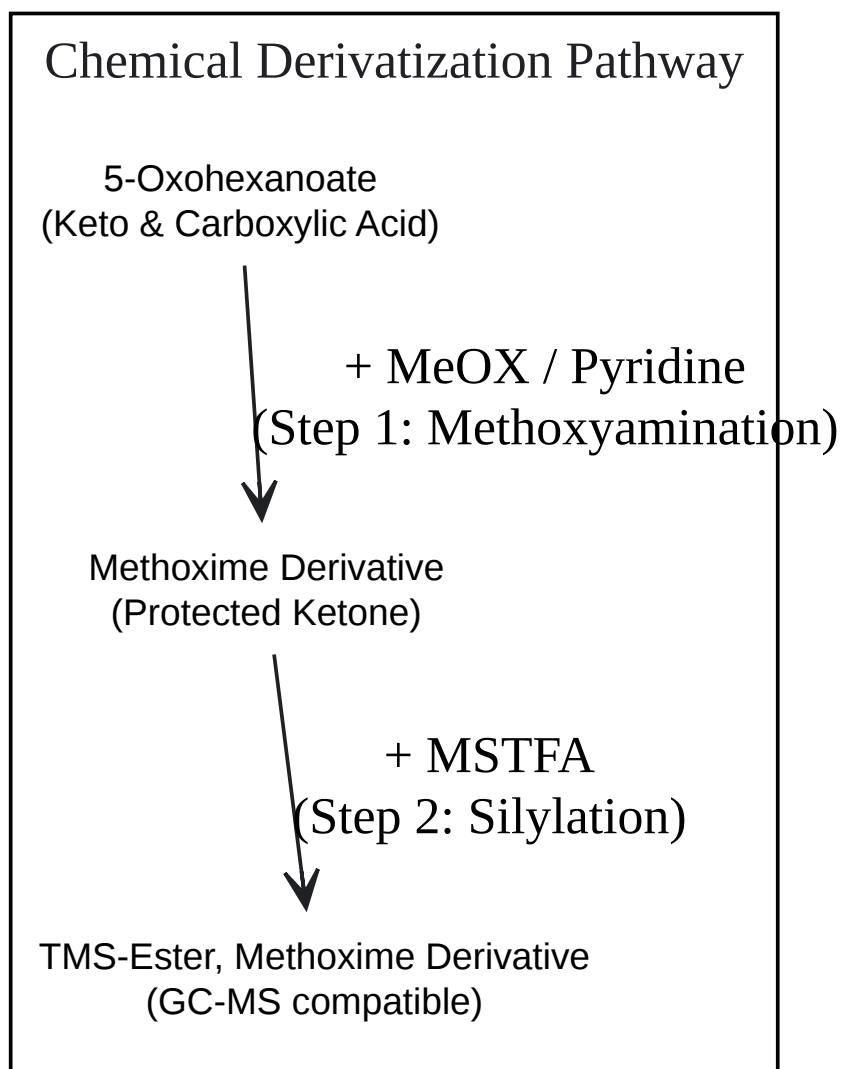 Chemical Derivatization Pathway
5-Oxohexanoate
(Keto & Carboxylic Acid)
+ MeOX / Pyridine
(Step 1: Methoxyamination)
Methoxime Derivative
(Protected Ketone)
+ MSTFA
(Step 2: Silylation)
TMS-Ester, Methoxime Derivative
(GC-MS compatible)